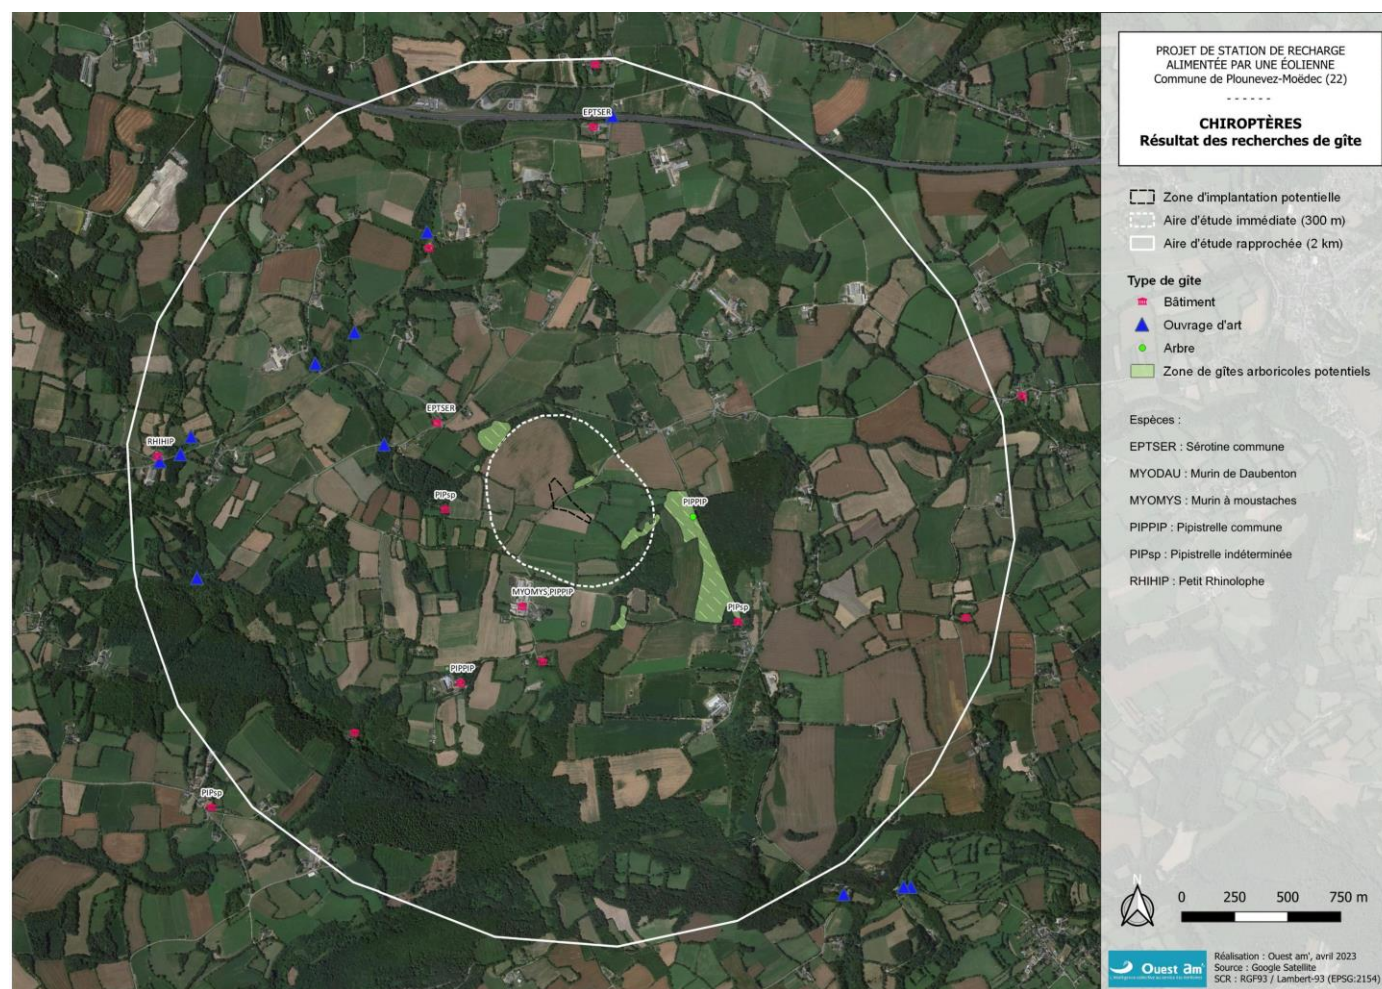 PROJET DE STATION DE RECHARGE
ALIMENTÉE PAR UNE ÉOLIENNE
Commune de Plounevez-Moëdec (22)
- - - - - -
CHIROPTÈRES
Résultat des recherches de gîte
Zone d'implantation potentielle
Aire d'étude immédiate (300 m)
Aire d'étude rapprochée (2 km)
Type de gîte
Bâtiment
Ouvrage d'art
Arbre
Zone de gîtes arboricoles potentiels
Espèces :
EPTSER : Sérotine commune
MYODAU : Murin de Daubenton
MYOMYS : Murin à moustaches
PIPPIP : Pipistrelle commune
PIPsp : Pipistrelle indéterminée
RHIHIP : Petit Rhinolophe
EPTSER
EPTSER
RHIHIP
PIPsp
PIPPIP
MYOMYS,PIPPIP
PIPsp
PIPPIP
PIPsp
N
0 250 500 750 m
Ouest am'
Réalisation : Ouest am', avril 2023
Source : Google Satellite
SCR : RGF93 / Lambert-93 (EPSG:2154)